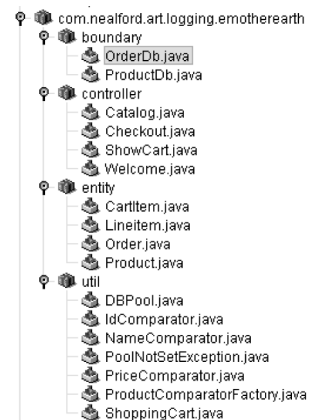 com.nealford.art.logging.emotherearth
boundary
OrderDb.java
ProductDb.java
controller
Catalog.java
Checkout.java
ShowCart.java
Welcome.java
entity
CartItem.java
Lineitem.java
Order.java
Product.java
util
DBPool.java
IdComparator.java
NameComparator.java
PoolNotSetException.java
PriceComparator.java
ProductComparatorFactory.java
ShoppingCart.java